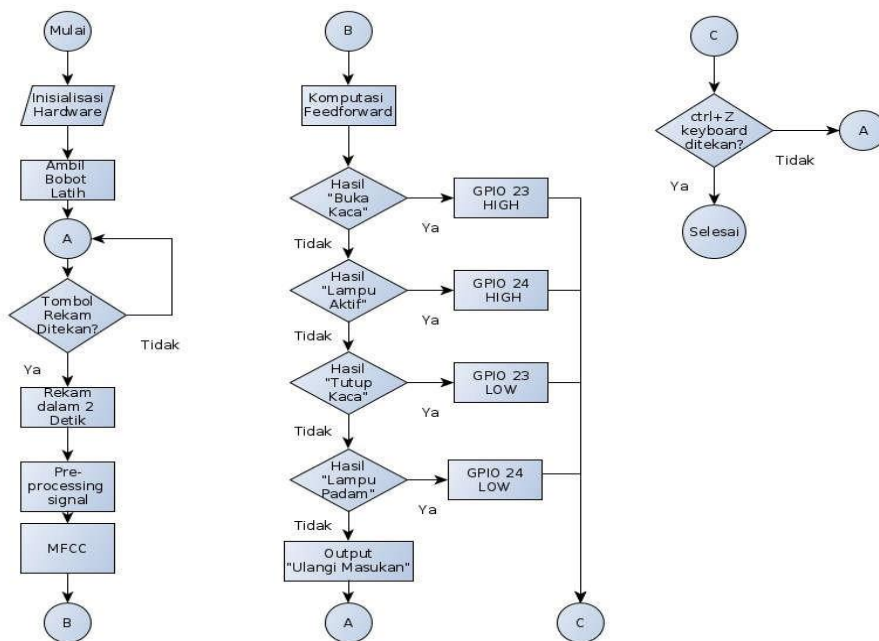 Mulai
Inisialisasi
Hardware
Ambil
Bobot
Latih
A
Tombol
Rekam
Ditekan?
Tidak
Ya
Rekam
dalam 2
Detik
Pre-
processing
signal
MFCC
B
B
Komputasi
Feedforward
Hasil
"Buka
Kaca"
Ya
GPIO 23
HIGH
Tidak
Hasil
"Lampu
Aktif"
Ya
GPIO 24
HIGH
Tidak
Hasil
"Tutup
Kaca"
Ya
GPIO 23
LOW
Tidak
Hasil
"Lampu
Padam"
Ya
GPIO 24
LOW
Tidak
Output
"Ulangi Masukan"
A
C
C
ctrl+Z
keyboard
ditekan?
Tidak
A
Ya
Selesai